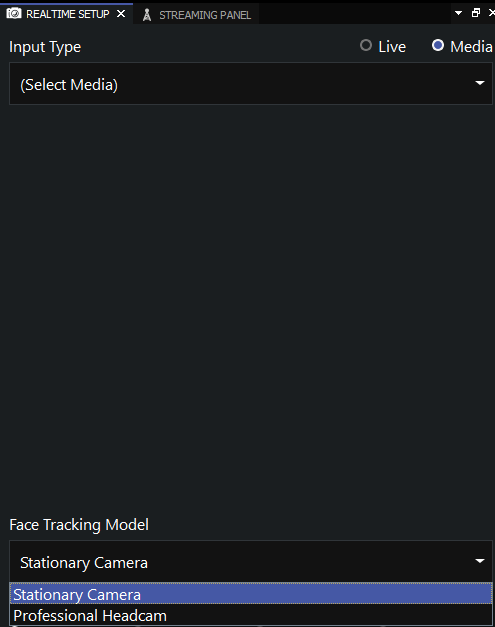 REALTIME SETUP STREAMING PANEL
Input Type Live Media
(Select Media)
Face Tracking Model
Stationary Camera
Stationary Camera
Professional Headcam